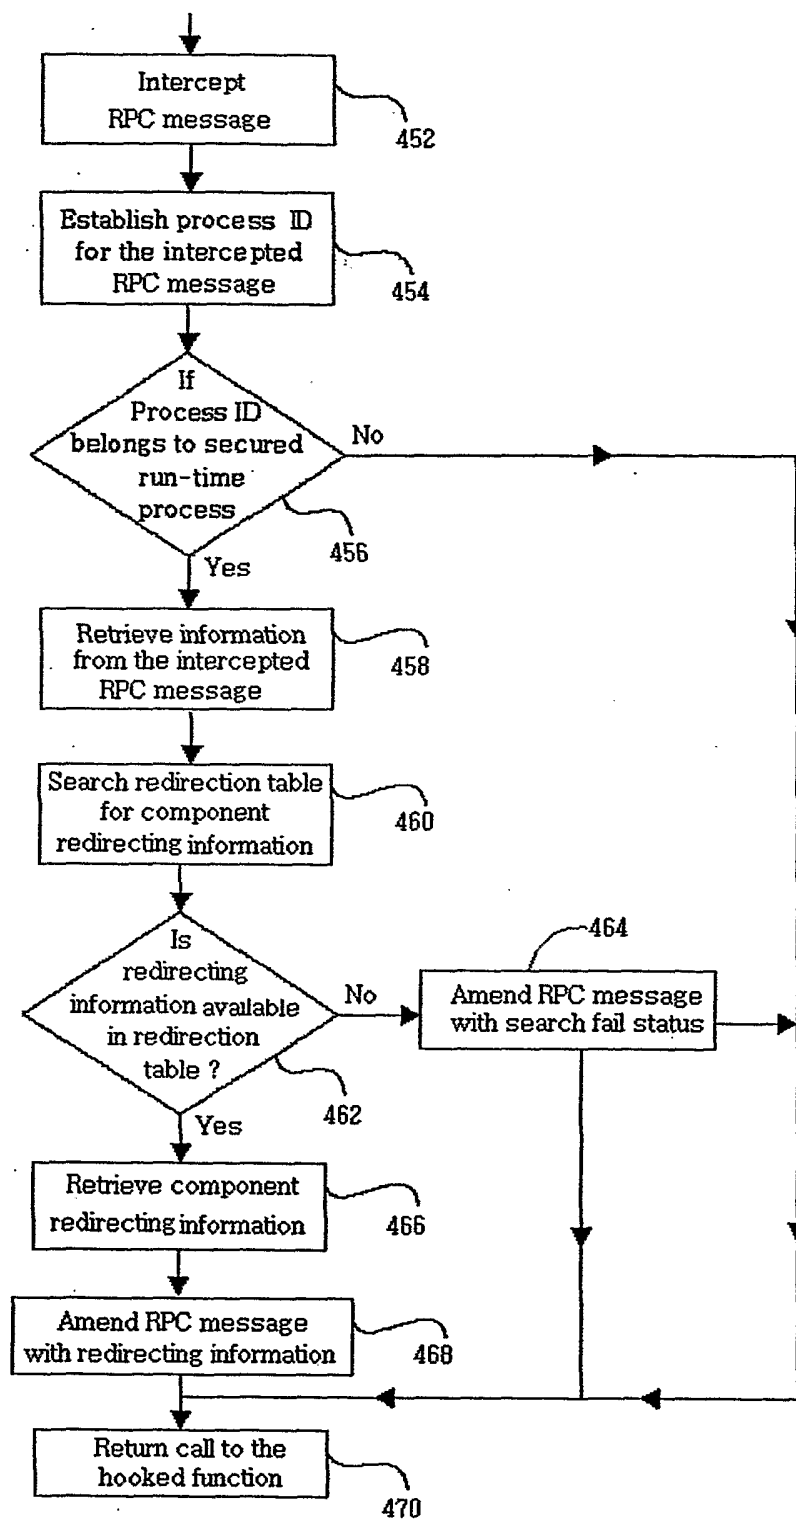 Intercept
RPC message
452
Establish process ID
for the intercepted
RPC message
454
If
Process ID
belongs to secured
run-time
process
No
456
Yes
Retrieve information
from the intercepted
RPC message
458
Search redirection table
for component
redirecting information
460
Is
redirecting
information available
in redirection
table ?
No
464
Amend RPC message
with search fail status
462
Yes
Retrieve component
redirecting information
466
Amend RPC message
with redirecting information
468
Return call to the
hooked function
470